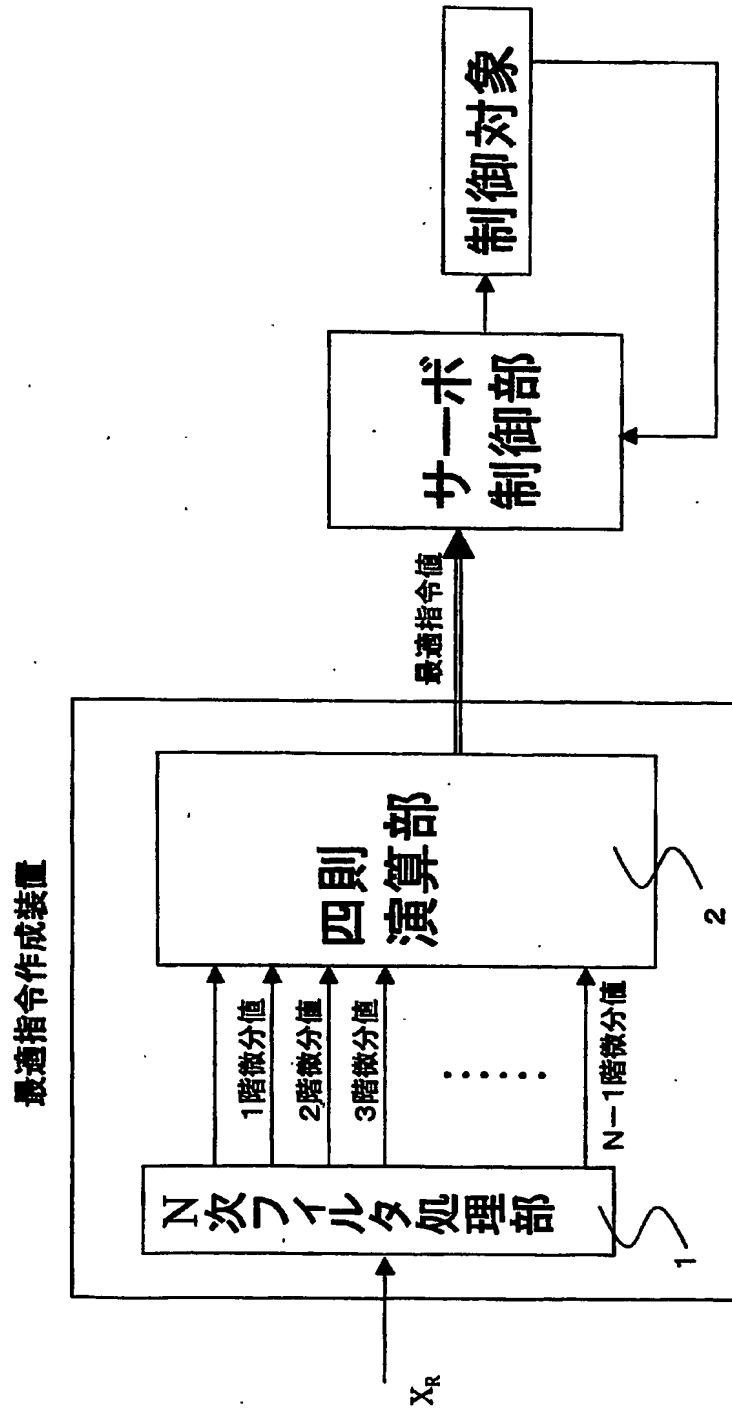 最適指令作成装置
X_R
N次フィルタ処理部
1
1階微分値
2階微分値
3階微分値
......
N－1階微分値
四則
演算部
2
最適指令値
サーボ
制御部
制御対象